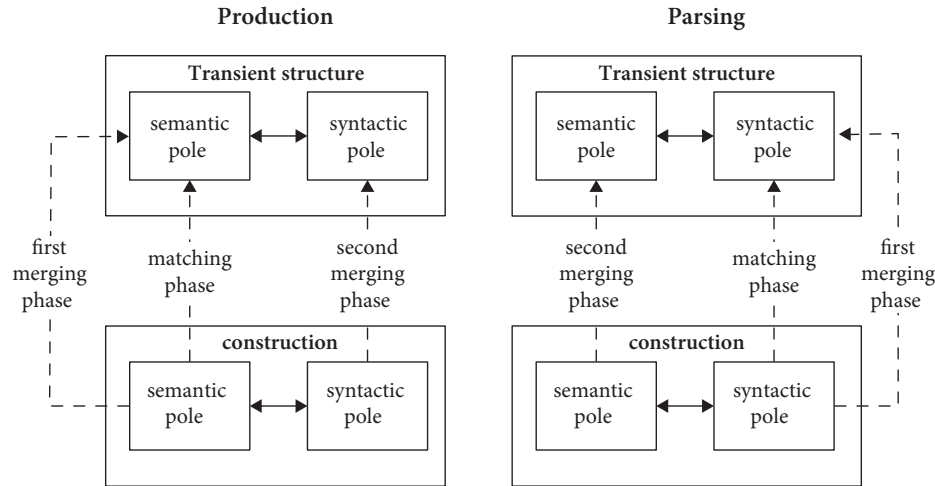 Production
Transient structure
semantic
pole
syntactic
pole
first
merging
phase
matching
phase
second
merging
phase
construction
semantic
pole
syntactic
pole
Parsing
Transient structure
semantic
pole
syntactic
pole
second
merging
phase
matching
phase
first
merging
phase
construction
semantic
pole
syntactic
pole